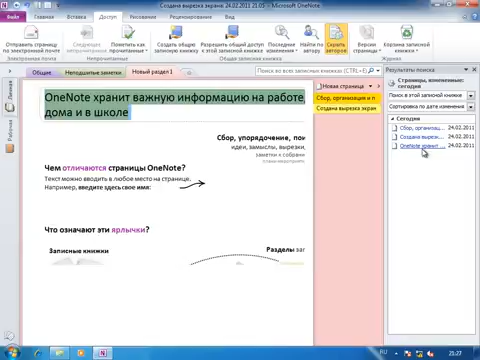 Создана вырезка экрана: 24.02.2011 21:05 - Microsoft OneNote
Файл Главная Вставка Доступ Рисование Рецензирование Вид
Отправить страницу по электронной почте
Следующее непрочитанное
Пометить как прочитанные
Создать общую записную книжку
Разрешить общий доступ к этой записной книжке
Последние изменения
Найти по автору
Скрыть авторов
Версии страницы
Корзина записной книжки
Непрочитанные
Общая записная книжка
Журнал
Общие
Неподшитые заметки
Новый раздел 1
Поиск во всех записных книжках (CTRL+E)
Личная
Рабочая
OneNote хранит важную информацию на работе,
дома и в школе
Сбор, упорядочение, пои
идеи, замыслы, вырезки,
заметки к собрани
Чем отличаются страницы OneNote?
Текст можно вводить в любое место на странице.
Например, введите здесь свое имя:
Что означают эти ярлычки?
Записные книжки
Разделы заг
Новая страница
Сбор, организация и п
Создана вырезка экран
Результаты поиска
Страницы, измененные:
сегодня
Поиск в этой записной книжке
Сортировка по дате изменения
Сегодня
Сбор, организац... 24.02.2011
Создана вырезк... 24.02.2011
OneNote хранит ... 24.02.2011
RU
21:27